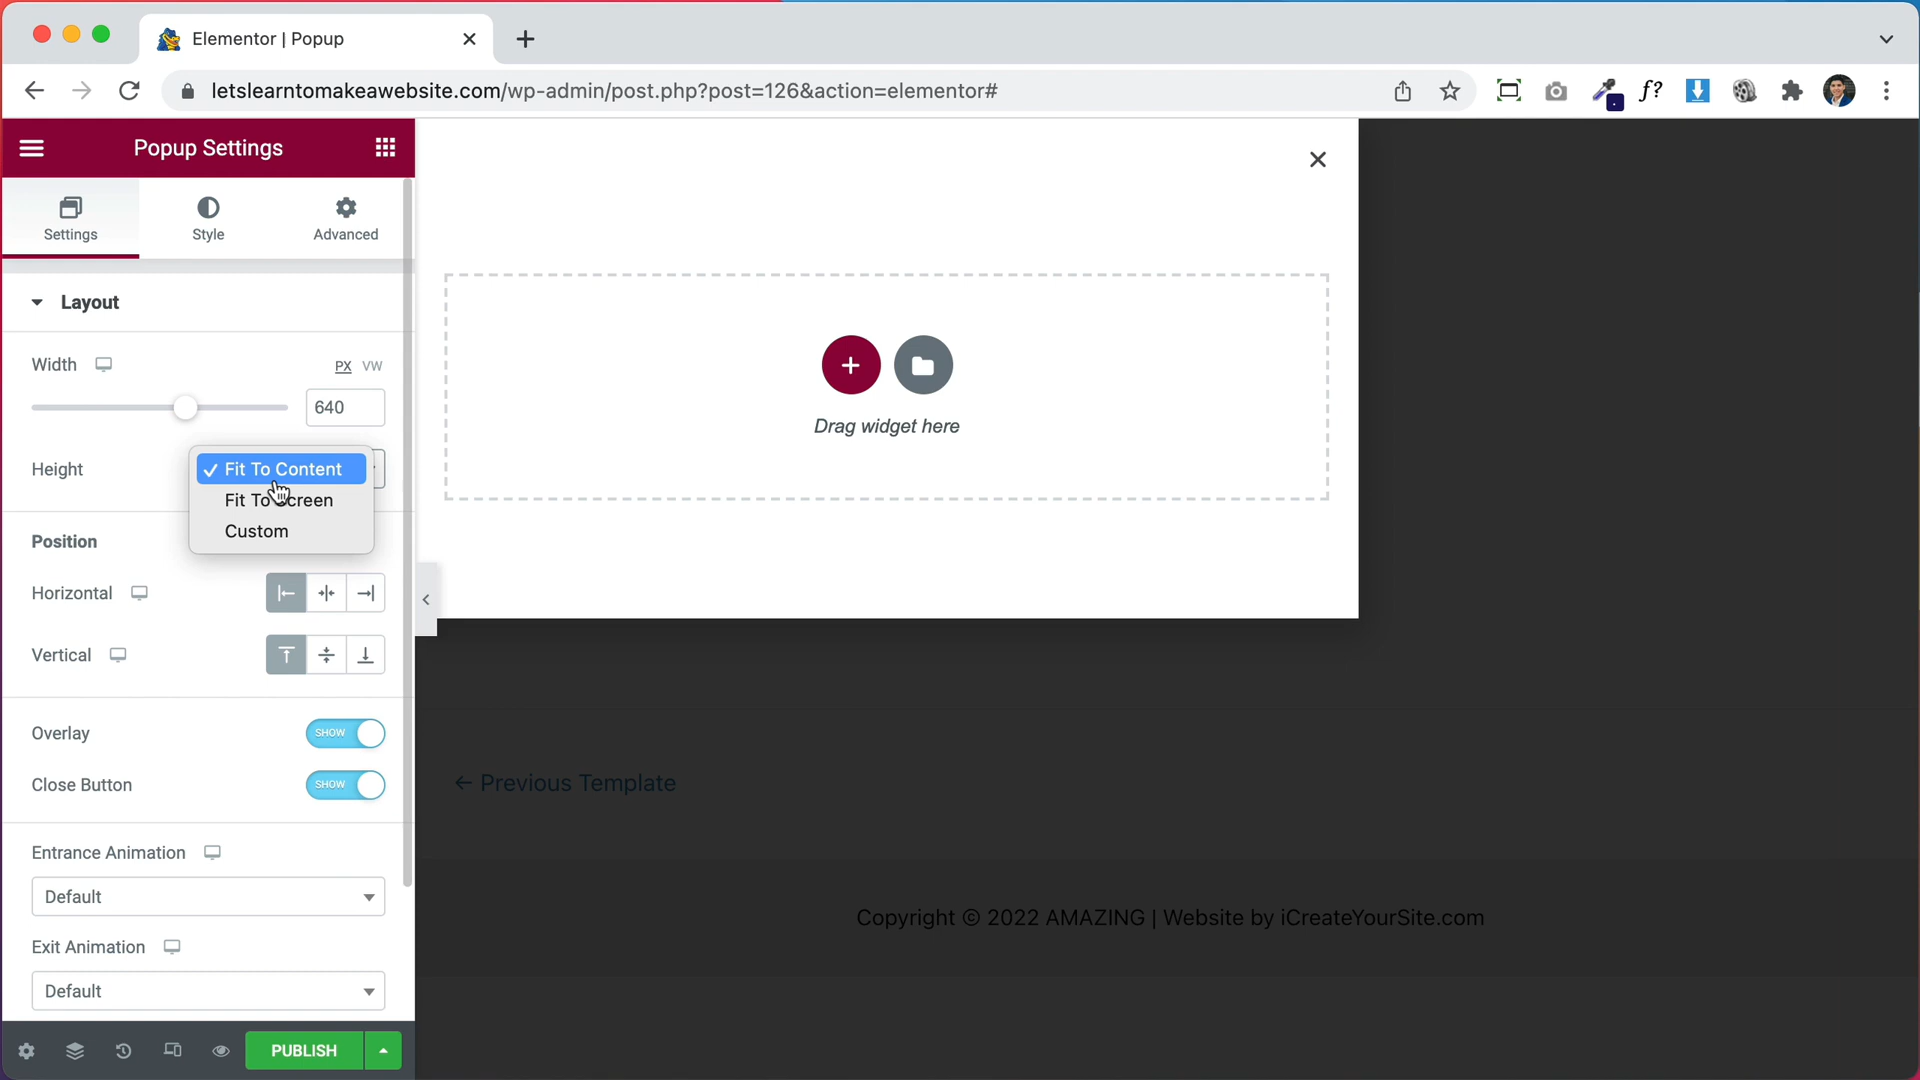 Elementor | Popup
letslearntomakeawebsite.com/wp-admin/post.php?post=126&action=elementor#
f?
Popup Settings
Settings
Style
Advanced
Layout
Width
PX VW
640
Height
✓ Fit To Content
Fit To Screen
Custom
Position
Horizontal
Vertical
Overlay
SHOW
Close Button
SHOW
Entrance Animation
Default
Exit Animation
Default
PUBLISH
Drag widget here
← Previous Template
Copyright © 2022 AMAZING | Website by iCreateYourSite.com